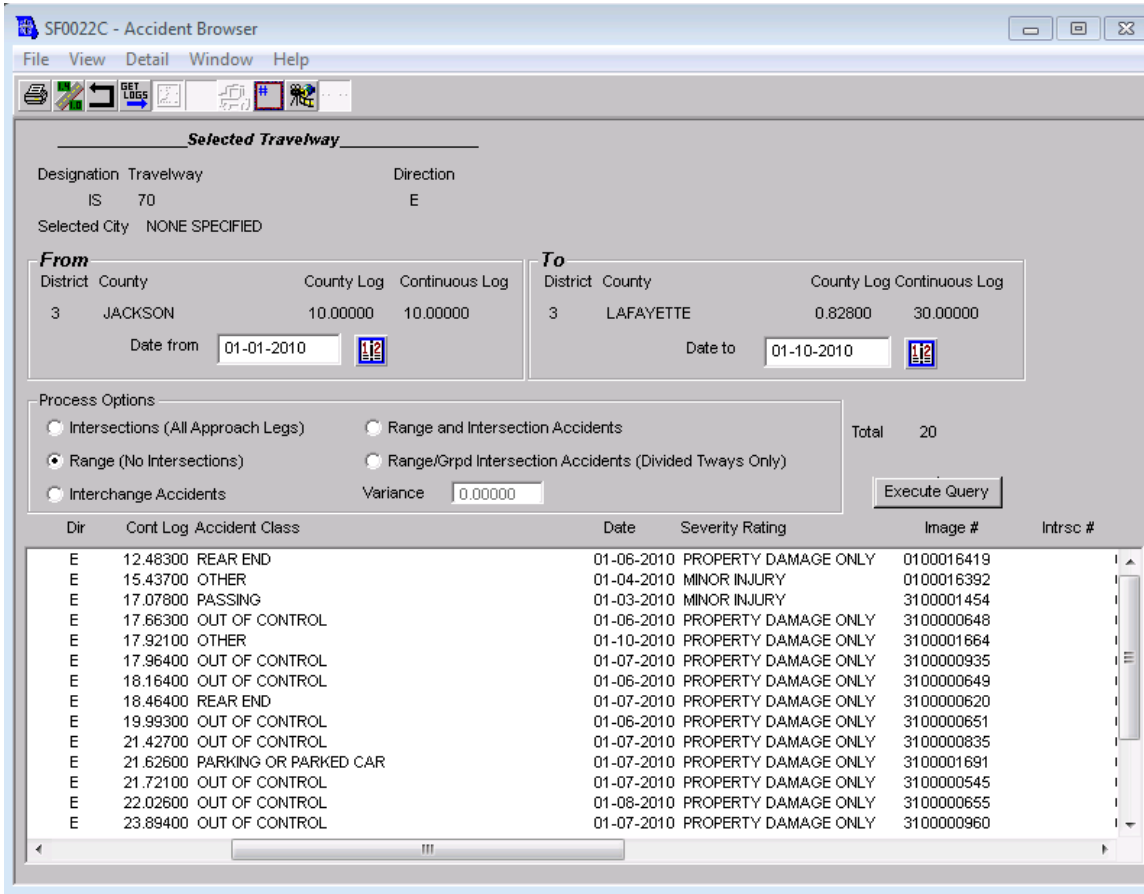 SF0022C - Accident Browser
File View Detail Window Help
GET LOGS #
Selected Travelway
Designation Travelway Direction
IS 70 E
Selected City NONE SPECIFIED
From To
District County County Log Continuous Log District County County Log Continuous Log
3 JACKSON 10.00000 10.00000 3 LAFAYETTE 0.82800 30.00000
Date from 01-01-2010 12 Date to 01-10-2010 12
Process Options
Intersections (All Approach Legs) Range and Intersection Accidents Total 20
Range (No Intersections) Range/Grpd Intersection Accidents (Divided Tways Only)
Interchange Accidents Variance 0.00000 Execute Query
Dir Cont Log Accident Class Date Severity Rating Image # Intrsc #
E 12.48300 REAR END 01-06-2010 PROPERTY DAMAGE ONLY 0100016419
E 15.43700 OTHER 01-04-2010 MINOR INJURY 0100016392
E 17.07800 PASSING 01-03-2010 MINOR INJURY 3100001454
E 17.66300 OUT OF CONTROL 01-06-2010 PROPERTY DAMAGE ONLY 3100000648
E 17.92100 OTHER 01-10-2010 PROPERTY DAMAGE ONLY 3100001664
E 17.96400 OUT OF CONTROL 01-07-2010 PROPERTY DAMAGE ONLY 3100000935
E 18.16400 OUT OF CONTROL 01-06-2010 PROPERTY DAMAGE ONLY 3100000649
E 18.46400 REAR END 01-07-2010 PROPERTY DAMAGE ONLY 3100000620
E 19.99300 OUT OF CONTROL 01-06-2010 PROPERTY DAMAGE ONLY 3100000651
E 21.42700 OUT OF CONTROL 01-07-2010 PROPERTY DAMAGE ONLY 3100000835
E 21.62600 PARKING OR PARKED CAR 01-07-2010 PROPERTY DAMAGE ONLY 3100001691
E 21.72100 OUT OF CONTROL 01-07-2010 PROPERTY DAMAGE ONLY 3100000545
E 22.02600 OUT OF CONTROL 01-08-2010 PROPERTY DAMAGE ONLY 3100000655
E 23.89400 OUT OF CONTROL 01-07-2010 PROPERTY DAMAGE ONLY 3100000960